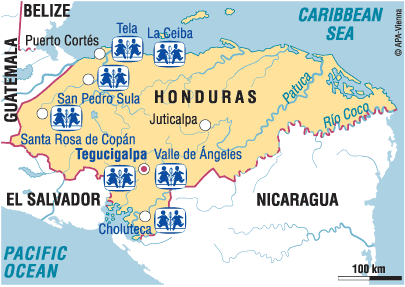 BELIZE
Tela
La Ceiba
CARIBBEAN
SEA
© APA-Vienna
Puerto Cortés
GUATEMALA
San Pedro Sula
HONDURAS
Patuca
Juticalpa
Río Coco
Santa Rosa de Copán
Tegucigalpa
Valle de Ángeles
EL SALVADOR
NICARAGUA
Choluteca
PACIFIC
OCEAN
100 km